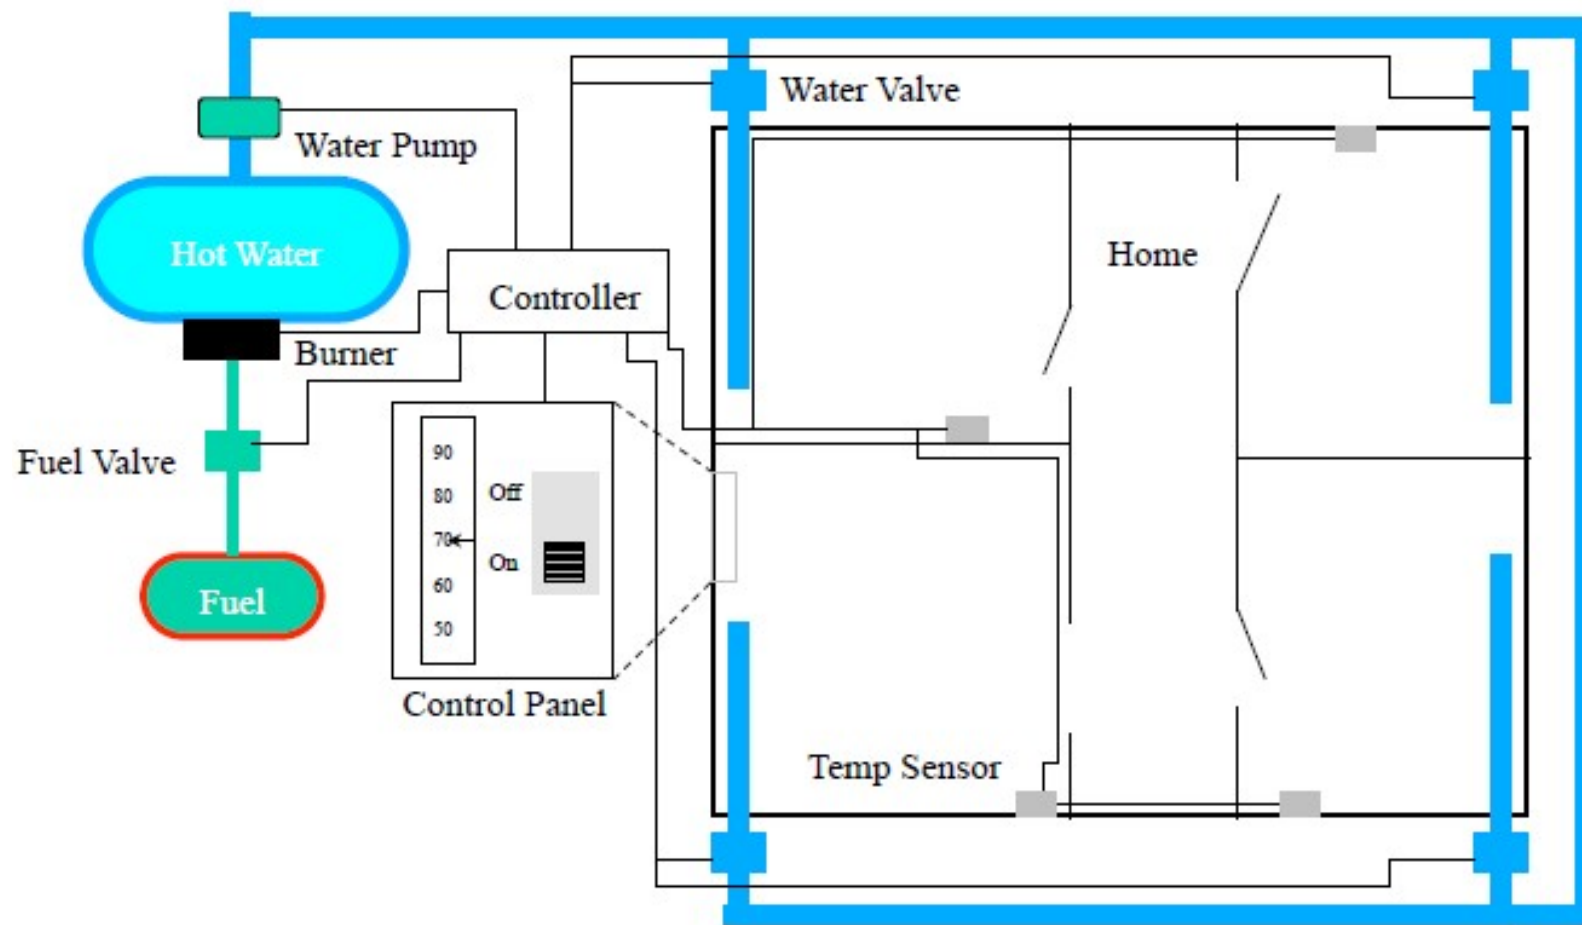 Water Valve
Water Pump
Hot Water
Home
Controller
Burner
90
80
Off
70
On
60
50
Fuel Valve
Fuel
Control Panel
Temp Sensor